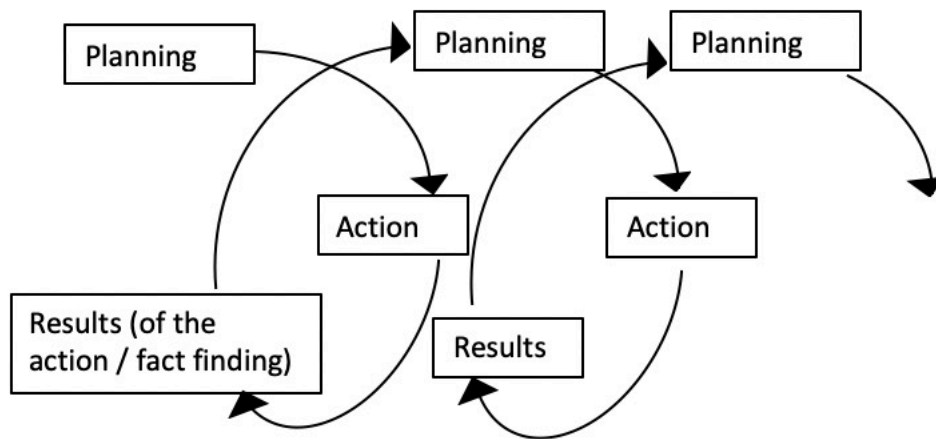 Planning
Planning
Planning
Action
Action
Results (of the
action / fact finding)
Results